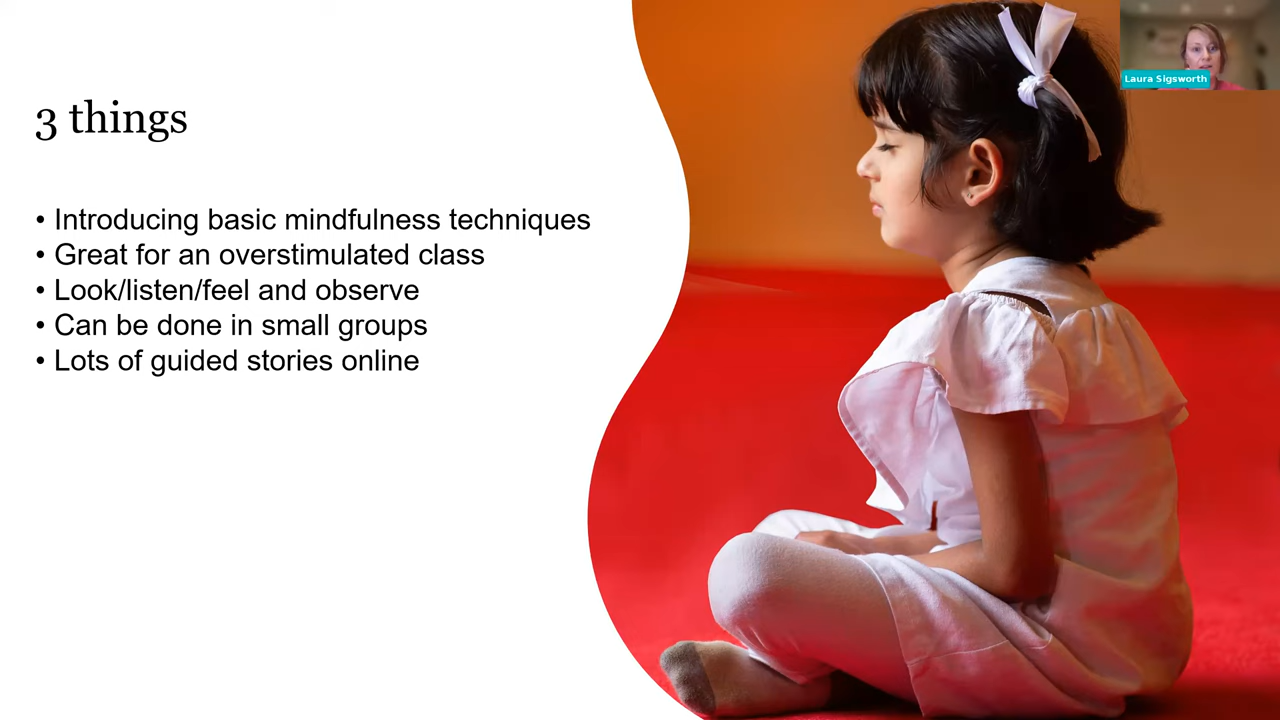 3 things
• Introducing basic mindfulness techniques
• Great for an overstimulated class
• Look/listen/feel and observe
• Can be done in small groups
• Lots of guided stories online
Laura Sigsworth